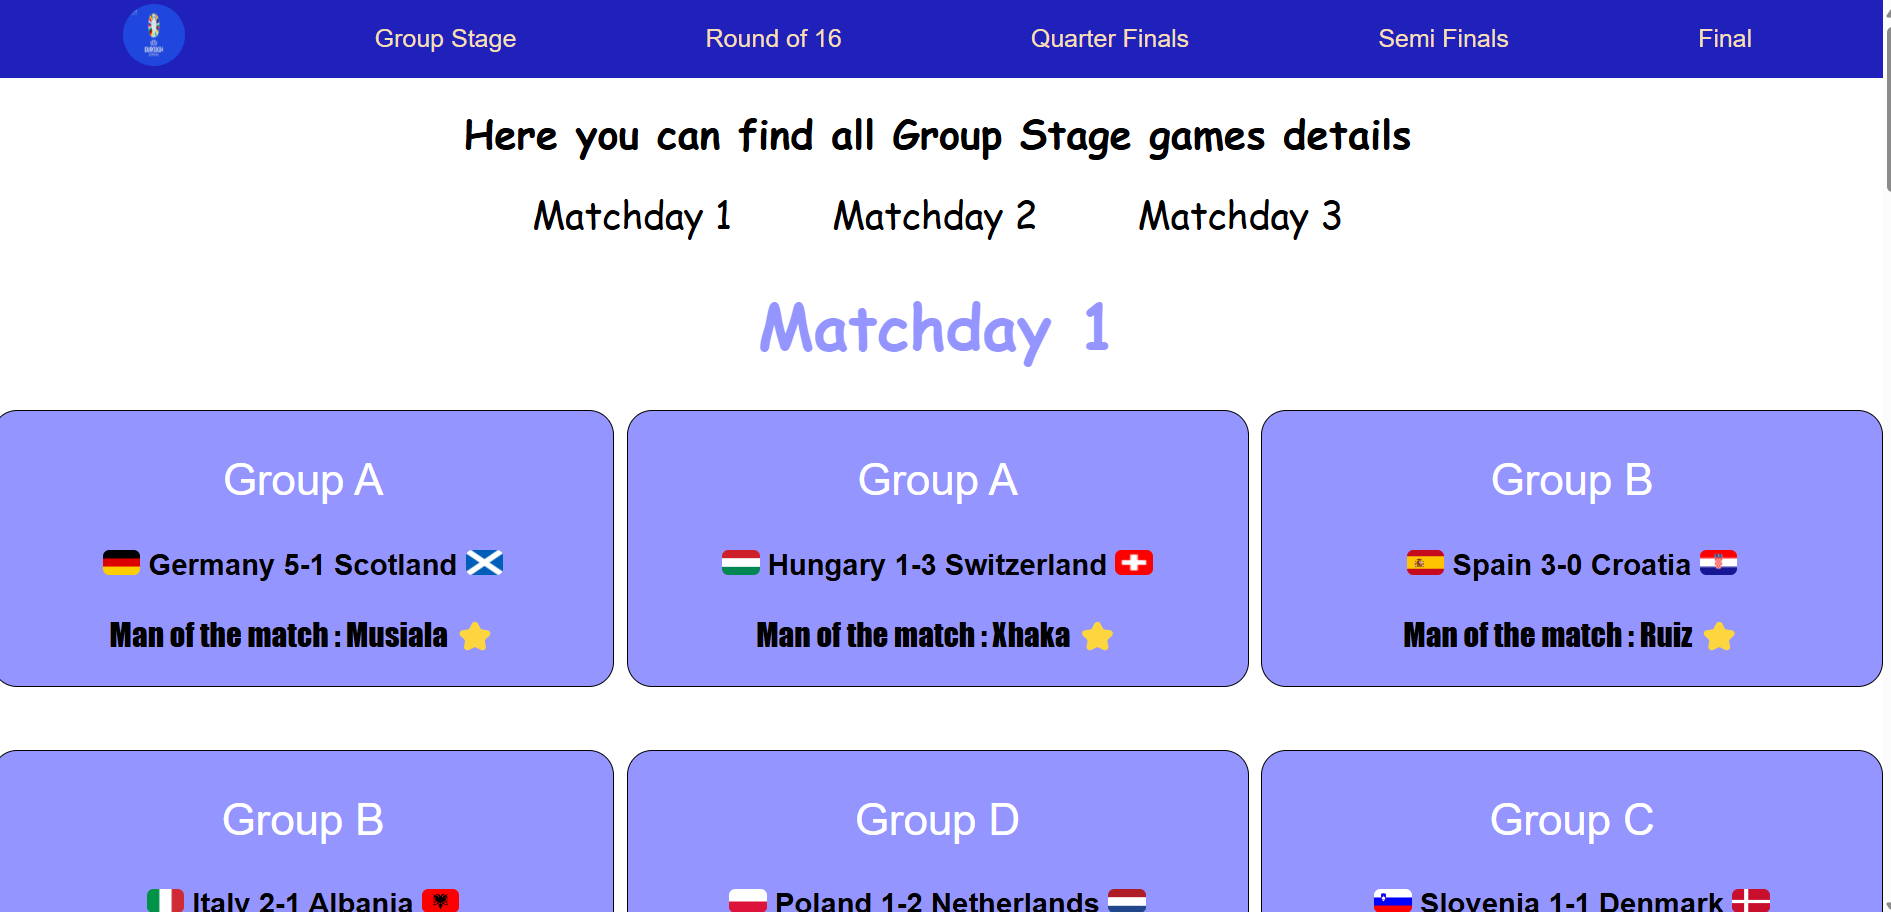 Group Stage Round of 16 Quarter Finals Semi Finals Final
Here you can find all Group Stage games details
Matchday 1 Matchday 2 Matchday 3
Matchday 1
Group A Group A Group B
Germany 5-1 Scotland Hungary 1-3 Switzerland Spain 3-0 Croatia
Man of the match : Musiala Man of the match : Xhaka Man of the match : Ruiz
Group B Group D Group C
Italy 2-1 Albania Poland 1-2 Netherlands Slovenia 1-1 Denmark